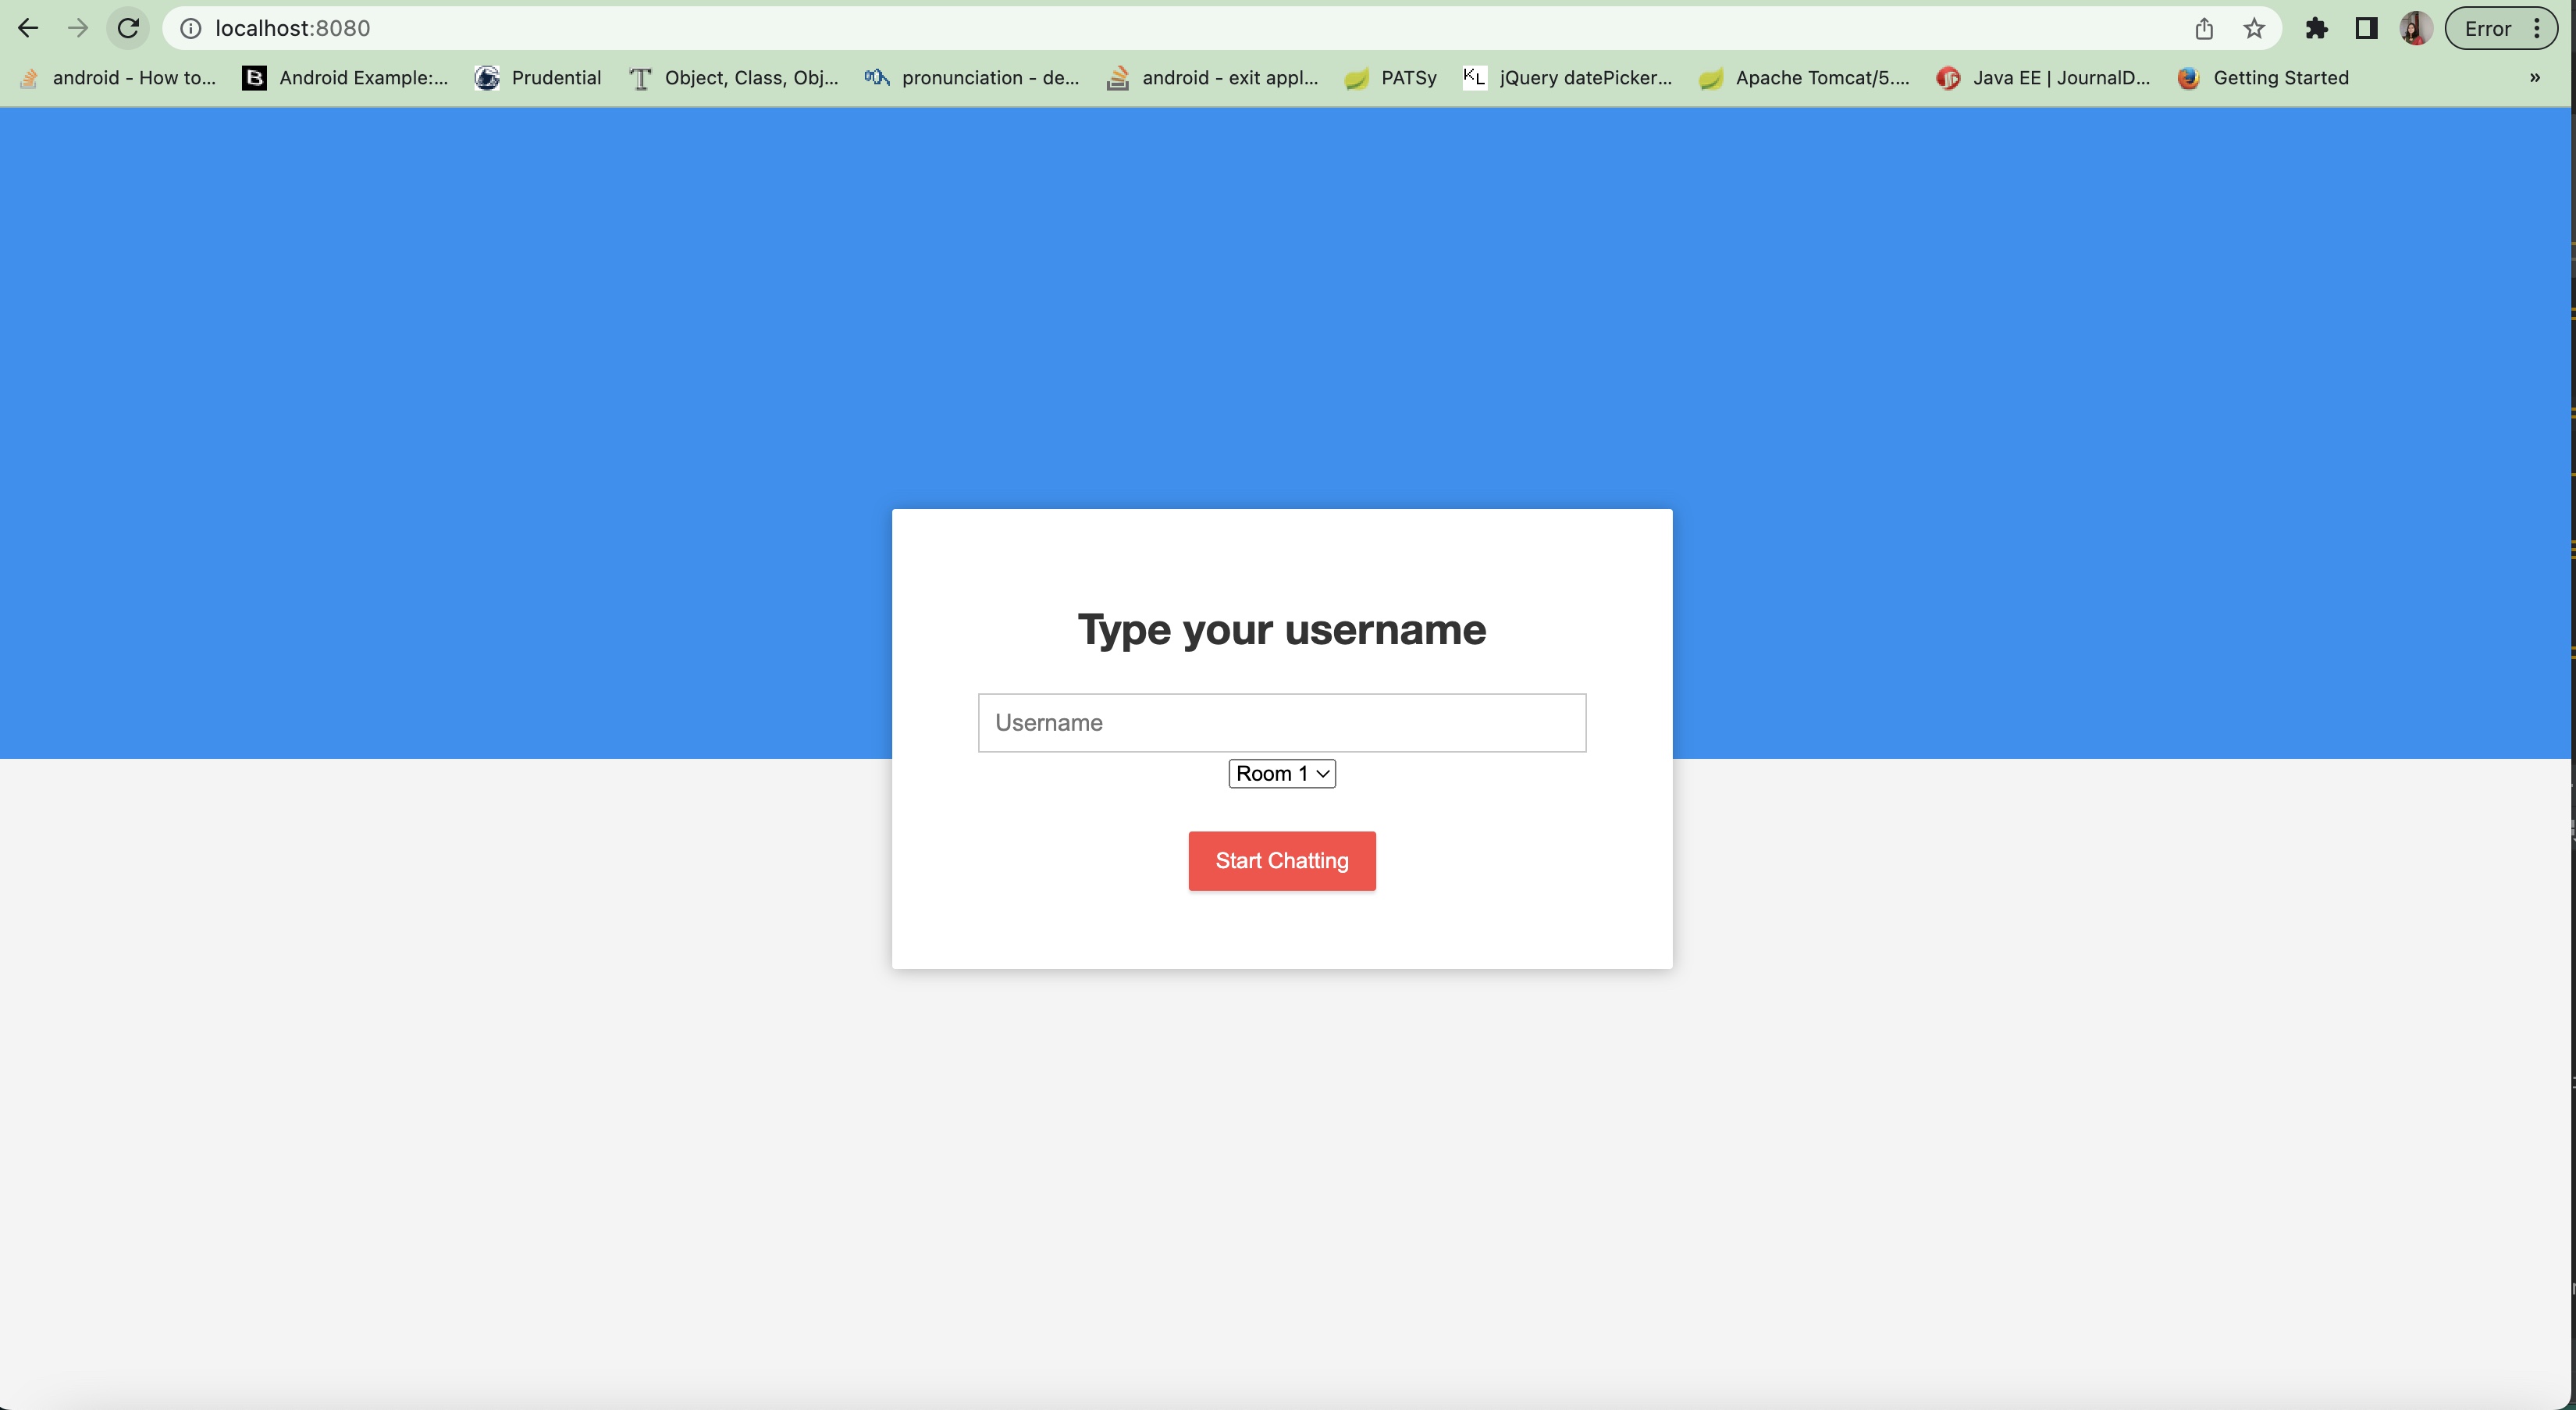 localhost:8080
Error
android - How to...
B
Android Example:...
Prudential
T
Object, Class, Obj...
pronunciation - de...
android - exit appl...
PATSy
KL
jQuery datePicker...
Apache Tomcat/5....
Java EE | JournalD...
Getting Started
»
Type your username
Username
Room 1
Start Chatting